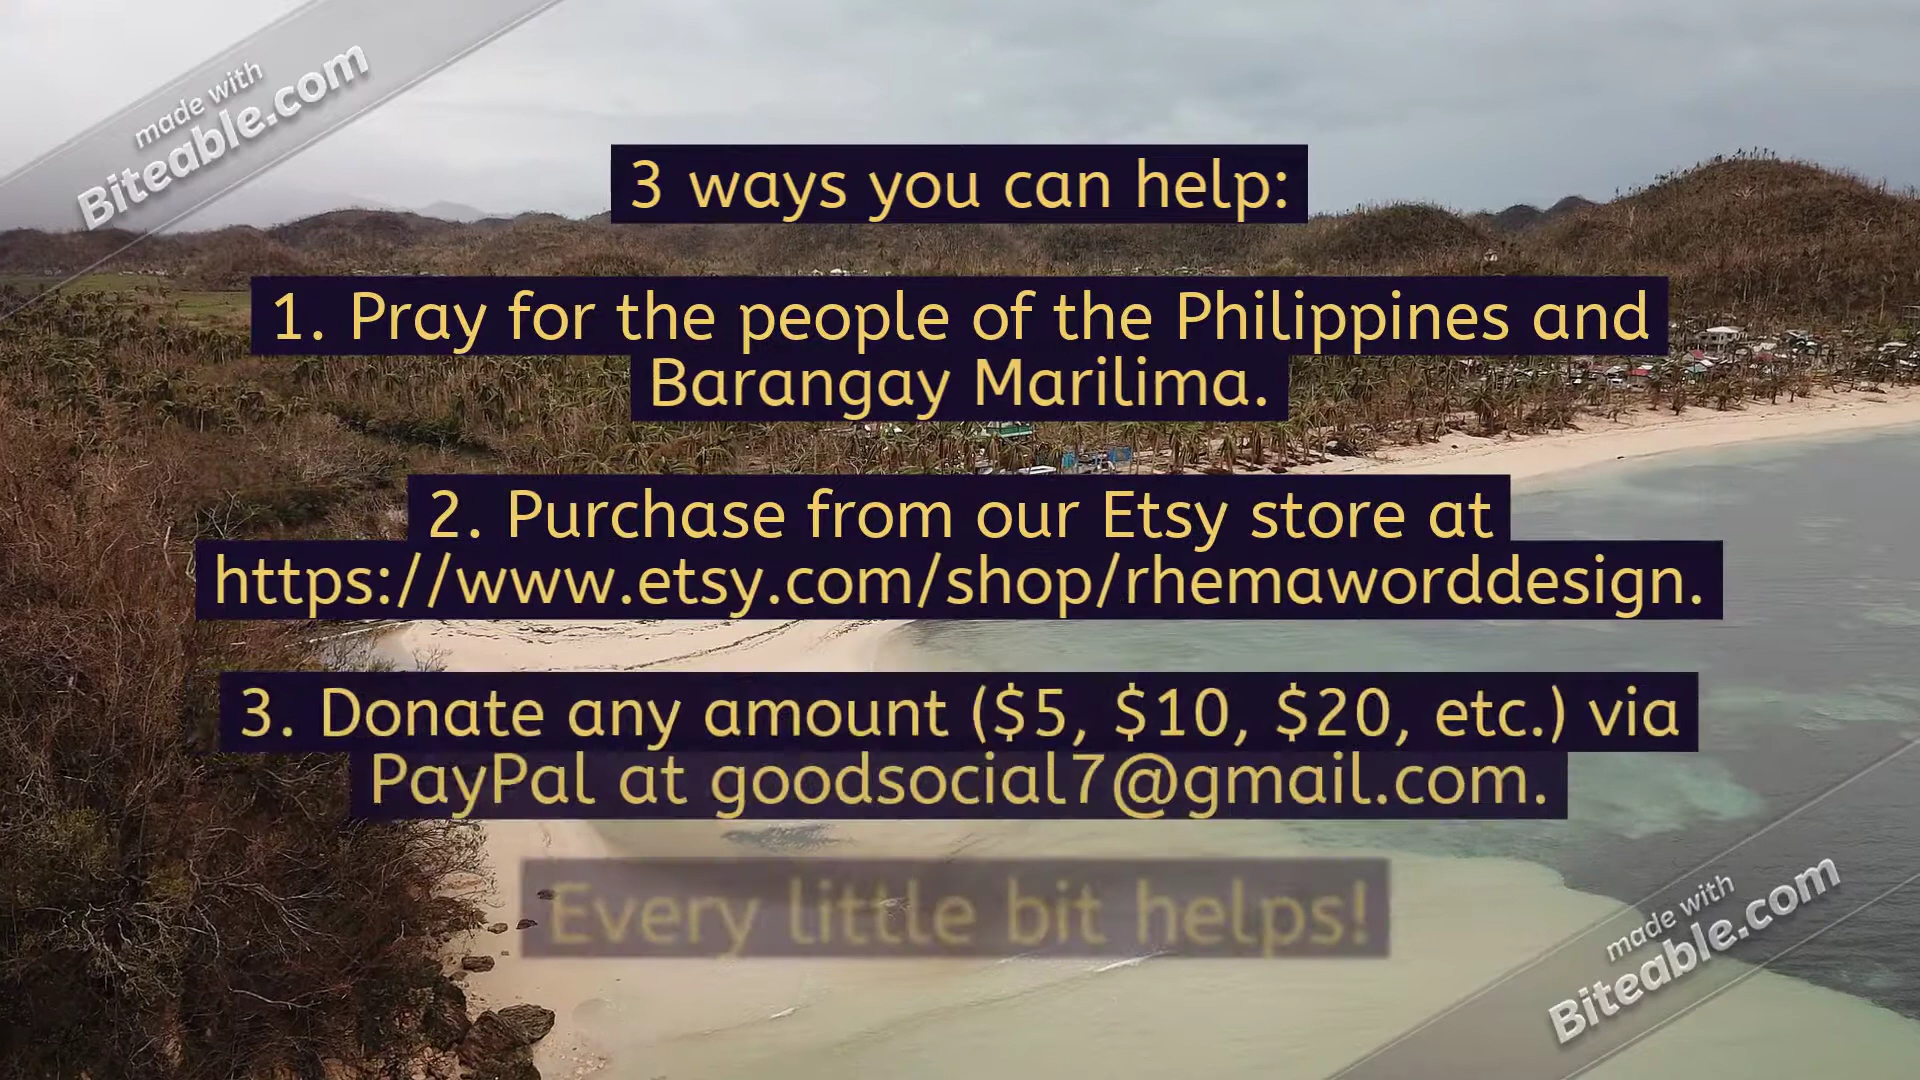 made with
Biteable.com
3 ways you can help:
1. Pray for the people of the Philippines and
Barangay Marilima.
2. Purchase from our Etsy store at
https://www.etsy.com/shop/rhemaworddesign.
3. Donate any amount ($5, $10, $20, etc.) via
PayPal at goodsocial7@gmail.com.
Every little bit helps!
made with
Biteable.com